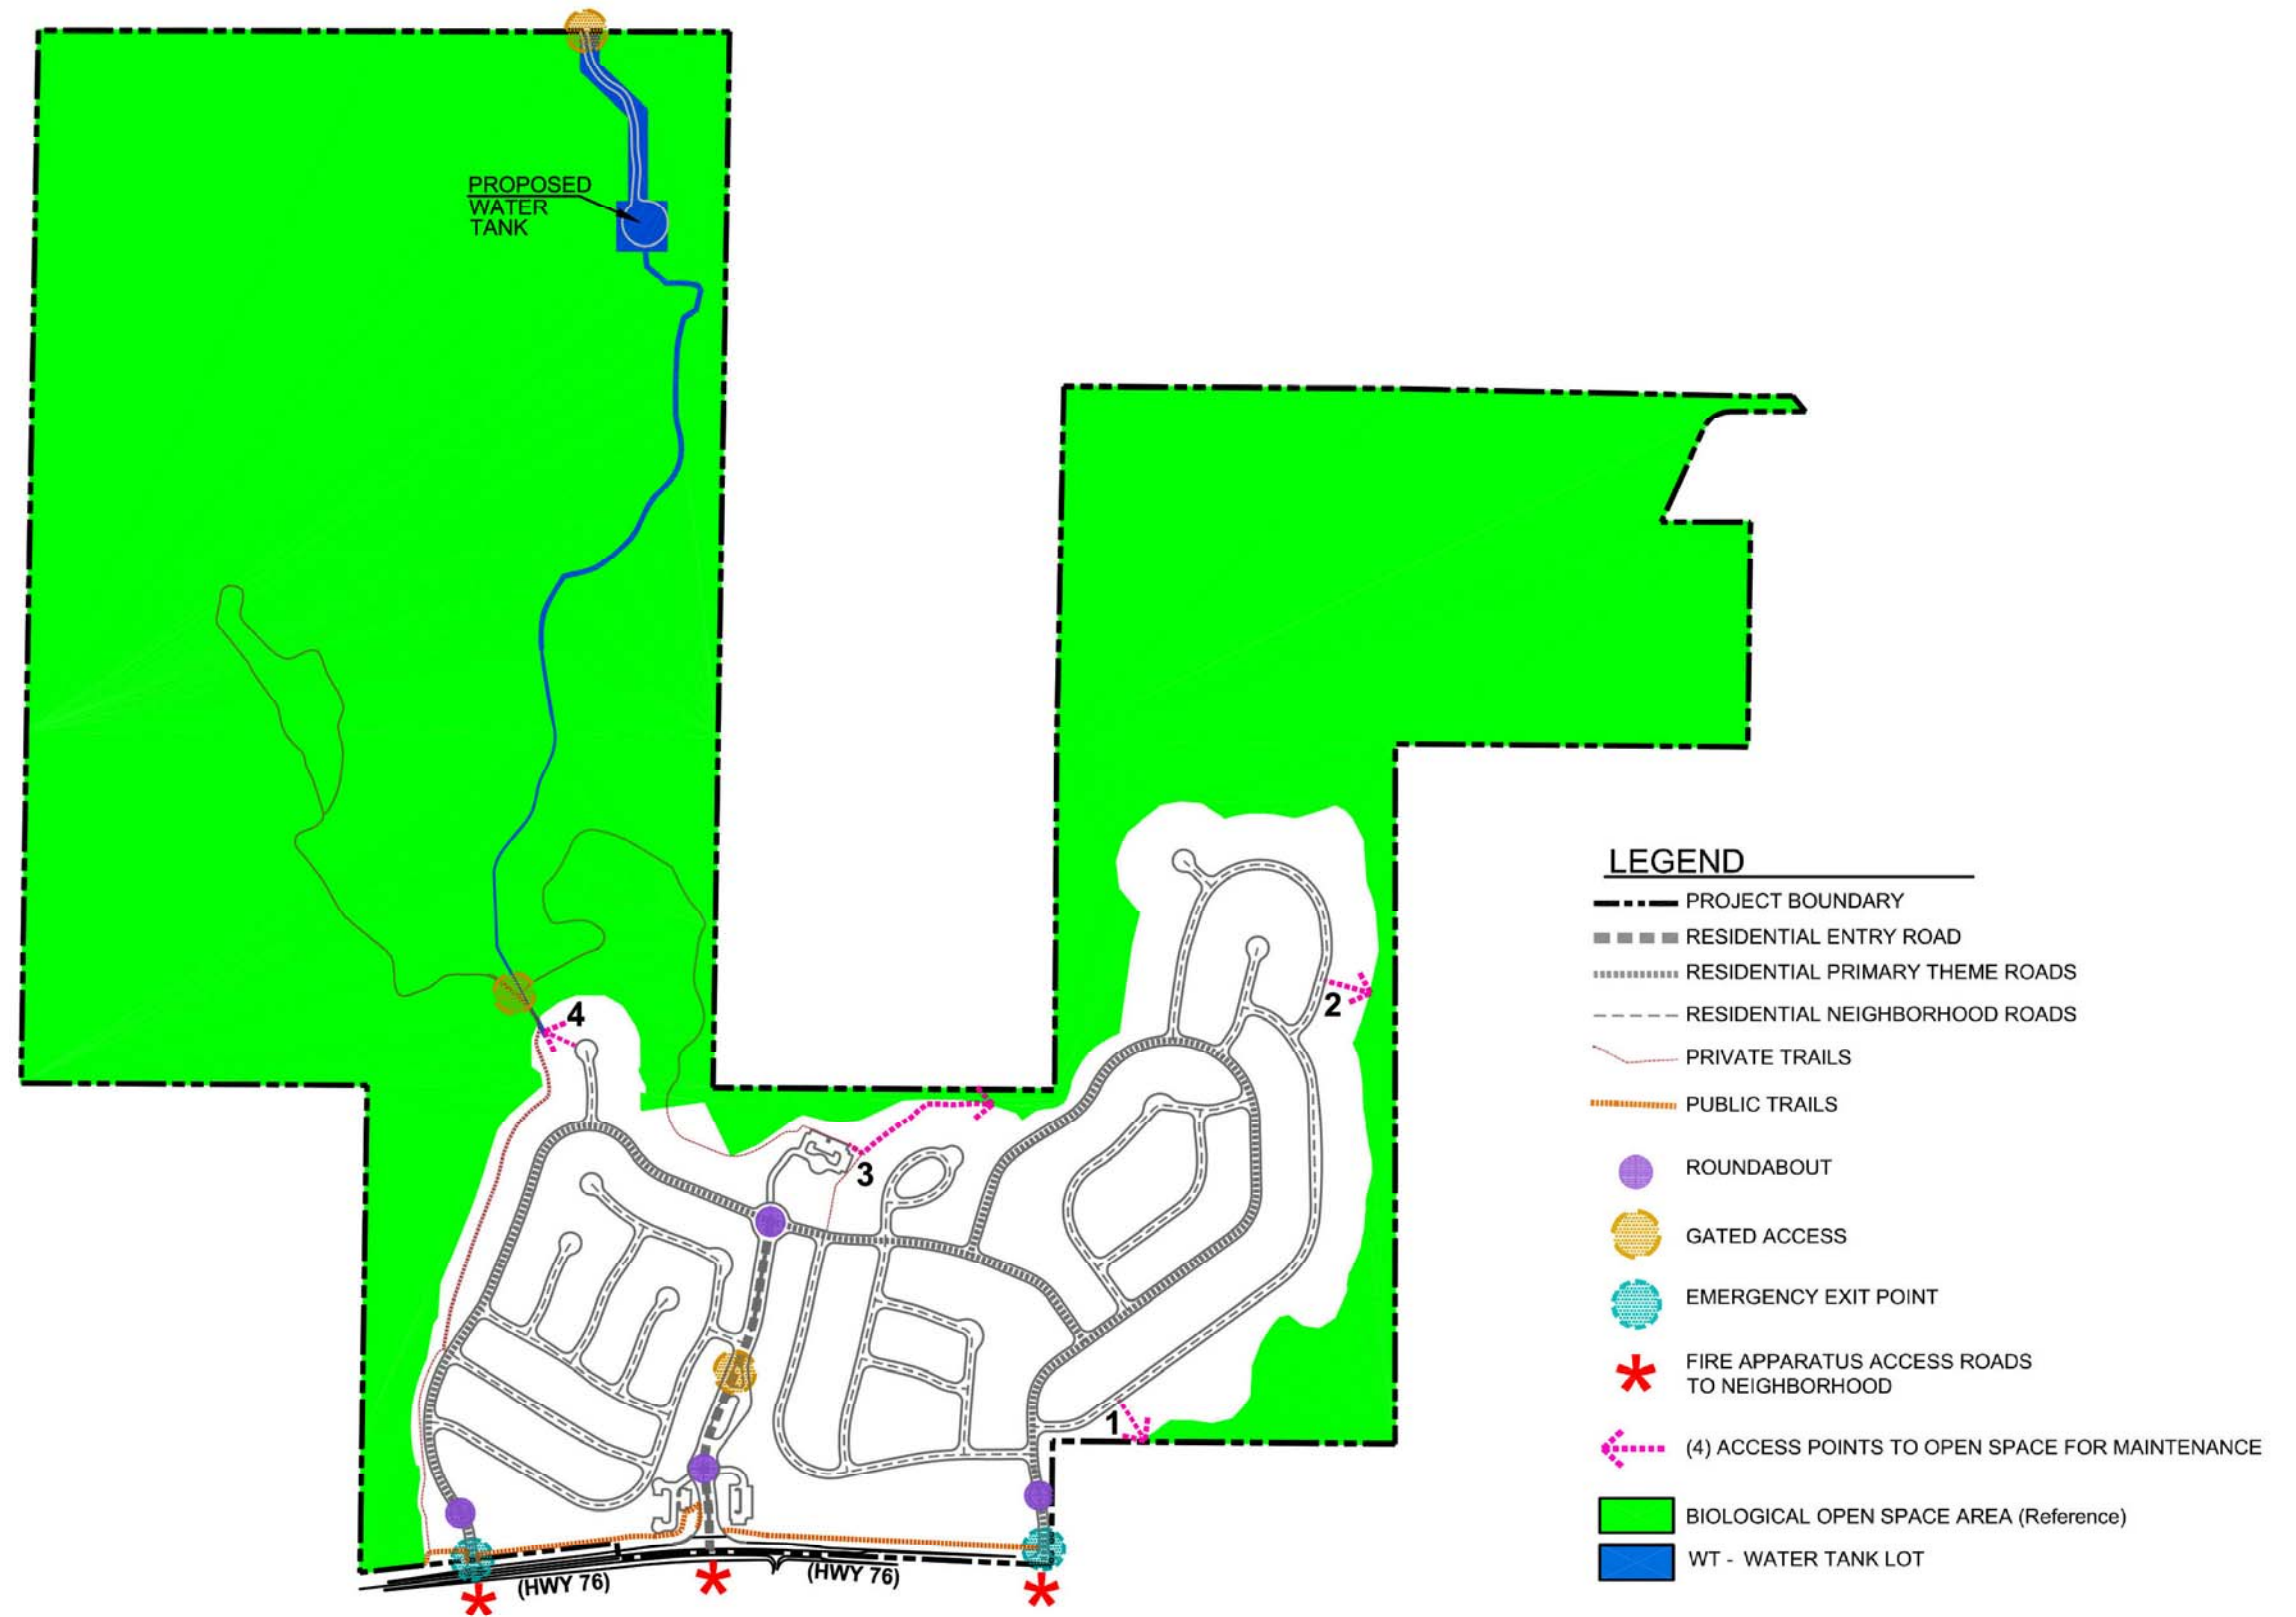 PROPOSED
WATER
TANK
4
2
3
1
(HWY 76)
(HWY 76)
LEGEND
PROJECT BOUNDARY
RESIDENTIAL ENTRY ROAD
RESIDENTIAL PRIMARY THEME ROADS
RESIDENTIAL NEIGHBORHOOD ROADS
PRIVATE TRAILS
PUBLIC TRAILS
ROUNDABOUT
GATED ACCESS
EMERGENCY EXIT POINT
FIRE APPARATUS ACCESS ROADS
TO NEIGHBORHOOD
(4) ACCESS POINTS TO OPEN SPACE FOR MAINTENANCE
BIOLOGICAL OPEN SPACE AREA (Reference)
WT - WATER TANK LOT